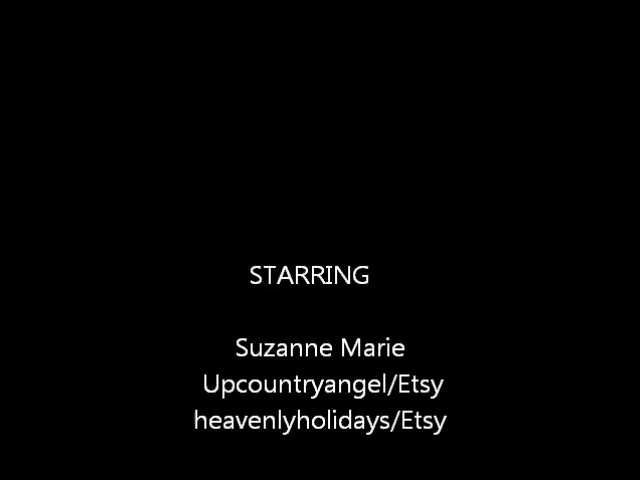 STARRING
Suzanne Marie
Upcountryangel/Etsy
heavenlyholidays/Etsy